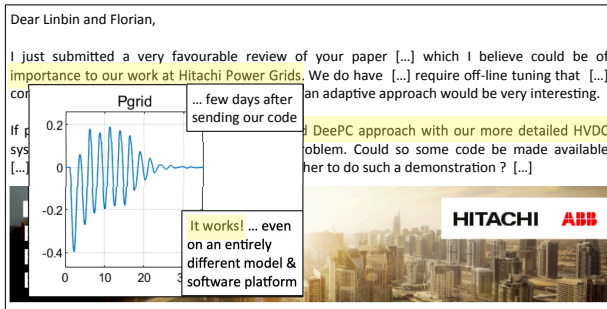 Dear Linbin and Florian,
I just submitted a very favourable review of your paper [...] which I believe could be of
importance to our work at Hitachi Power Grids. We do have [...] require off-line tuning that [...]
an adaptive approach would be very interesting.
If
DeePC approach with our more detailed HVDC
roblem. Could so some code be made available
[...]
her to do such a demonstration ? [...]
Pgrid
0.2
0
-0.2
-0.4
0
10
20
... few days after
sending our code
It works! ... even
on an entirely
different model &
software platform
HITACHI
ABB